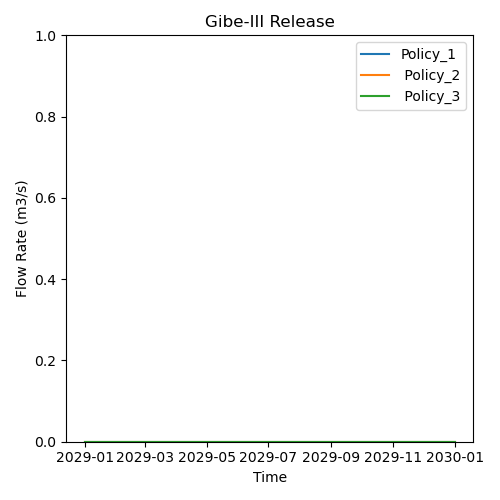 Gibe-III Release
1.0
0.8
0.6
0.4
0.2
0.0
Flow Rate (m3/s)
Policy_1
Policy_2
Policy_3
2029-01 2029-03 2029-05 2029-07 2029-09 2029-11 2030-01
Time